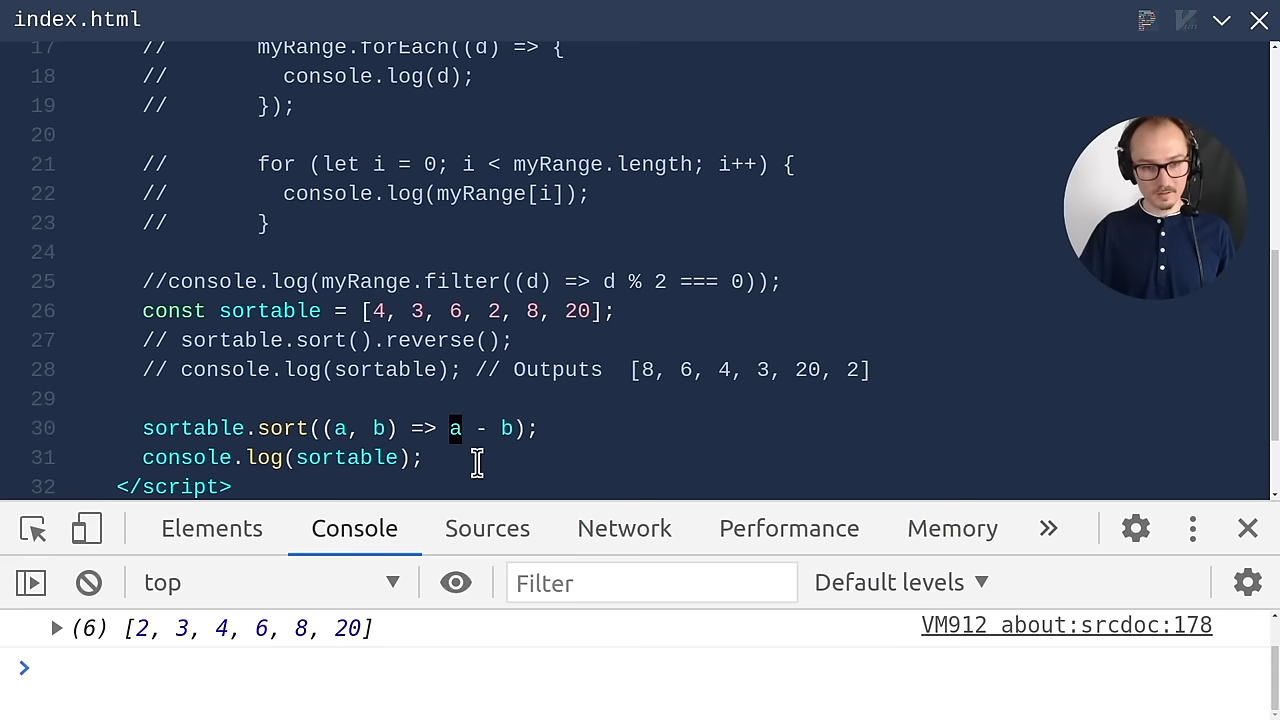 index.html
17 // myRange.forEach((d) => {
18 // console.log(d);
19 // });
20
21 // for (let i = 0; i < myRange.length; i++) {
22 // console.log(myRange[i]);
23 // }
24
25 //console.log(myRange.filter((d) => d % 2 === 0));
26 const sortable = [4, 3, 6, 2, 8, 20];
27 // sortable.sort().reverse();
28 // console.log(sortable); // Outputs  [8, 6, 4, 3, 20, 2]
29
30 sortable.sort((a, b) => a - b);
31 console.log(sortable);
32 </script>
Elements Console Sources Network Performance Memory »
top Filter Default levels
(6) [2, 3, 4, 6, 8, 20] VM912 about:srcdoc:178
>